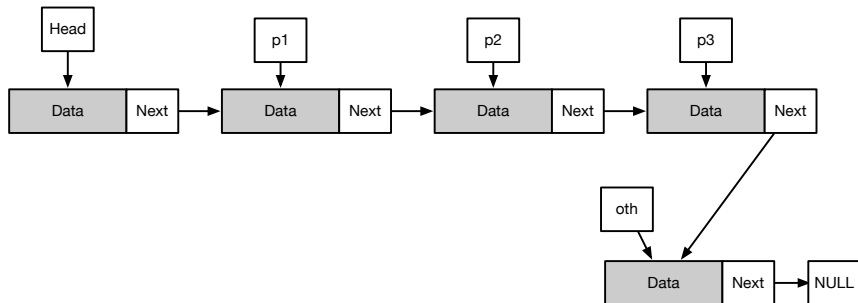 Head
p1
p2
p3
Data Next
Data Next
Data Next
Data Next
oth
Data Next
NULL